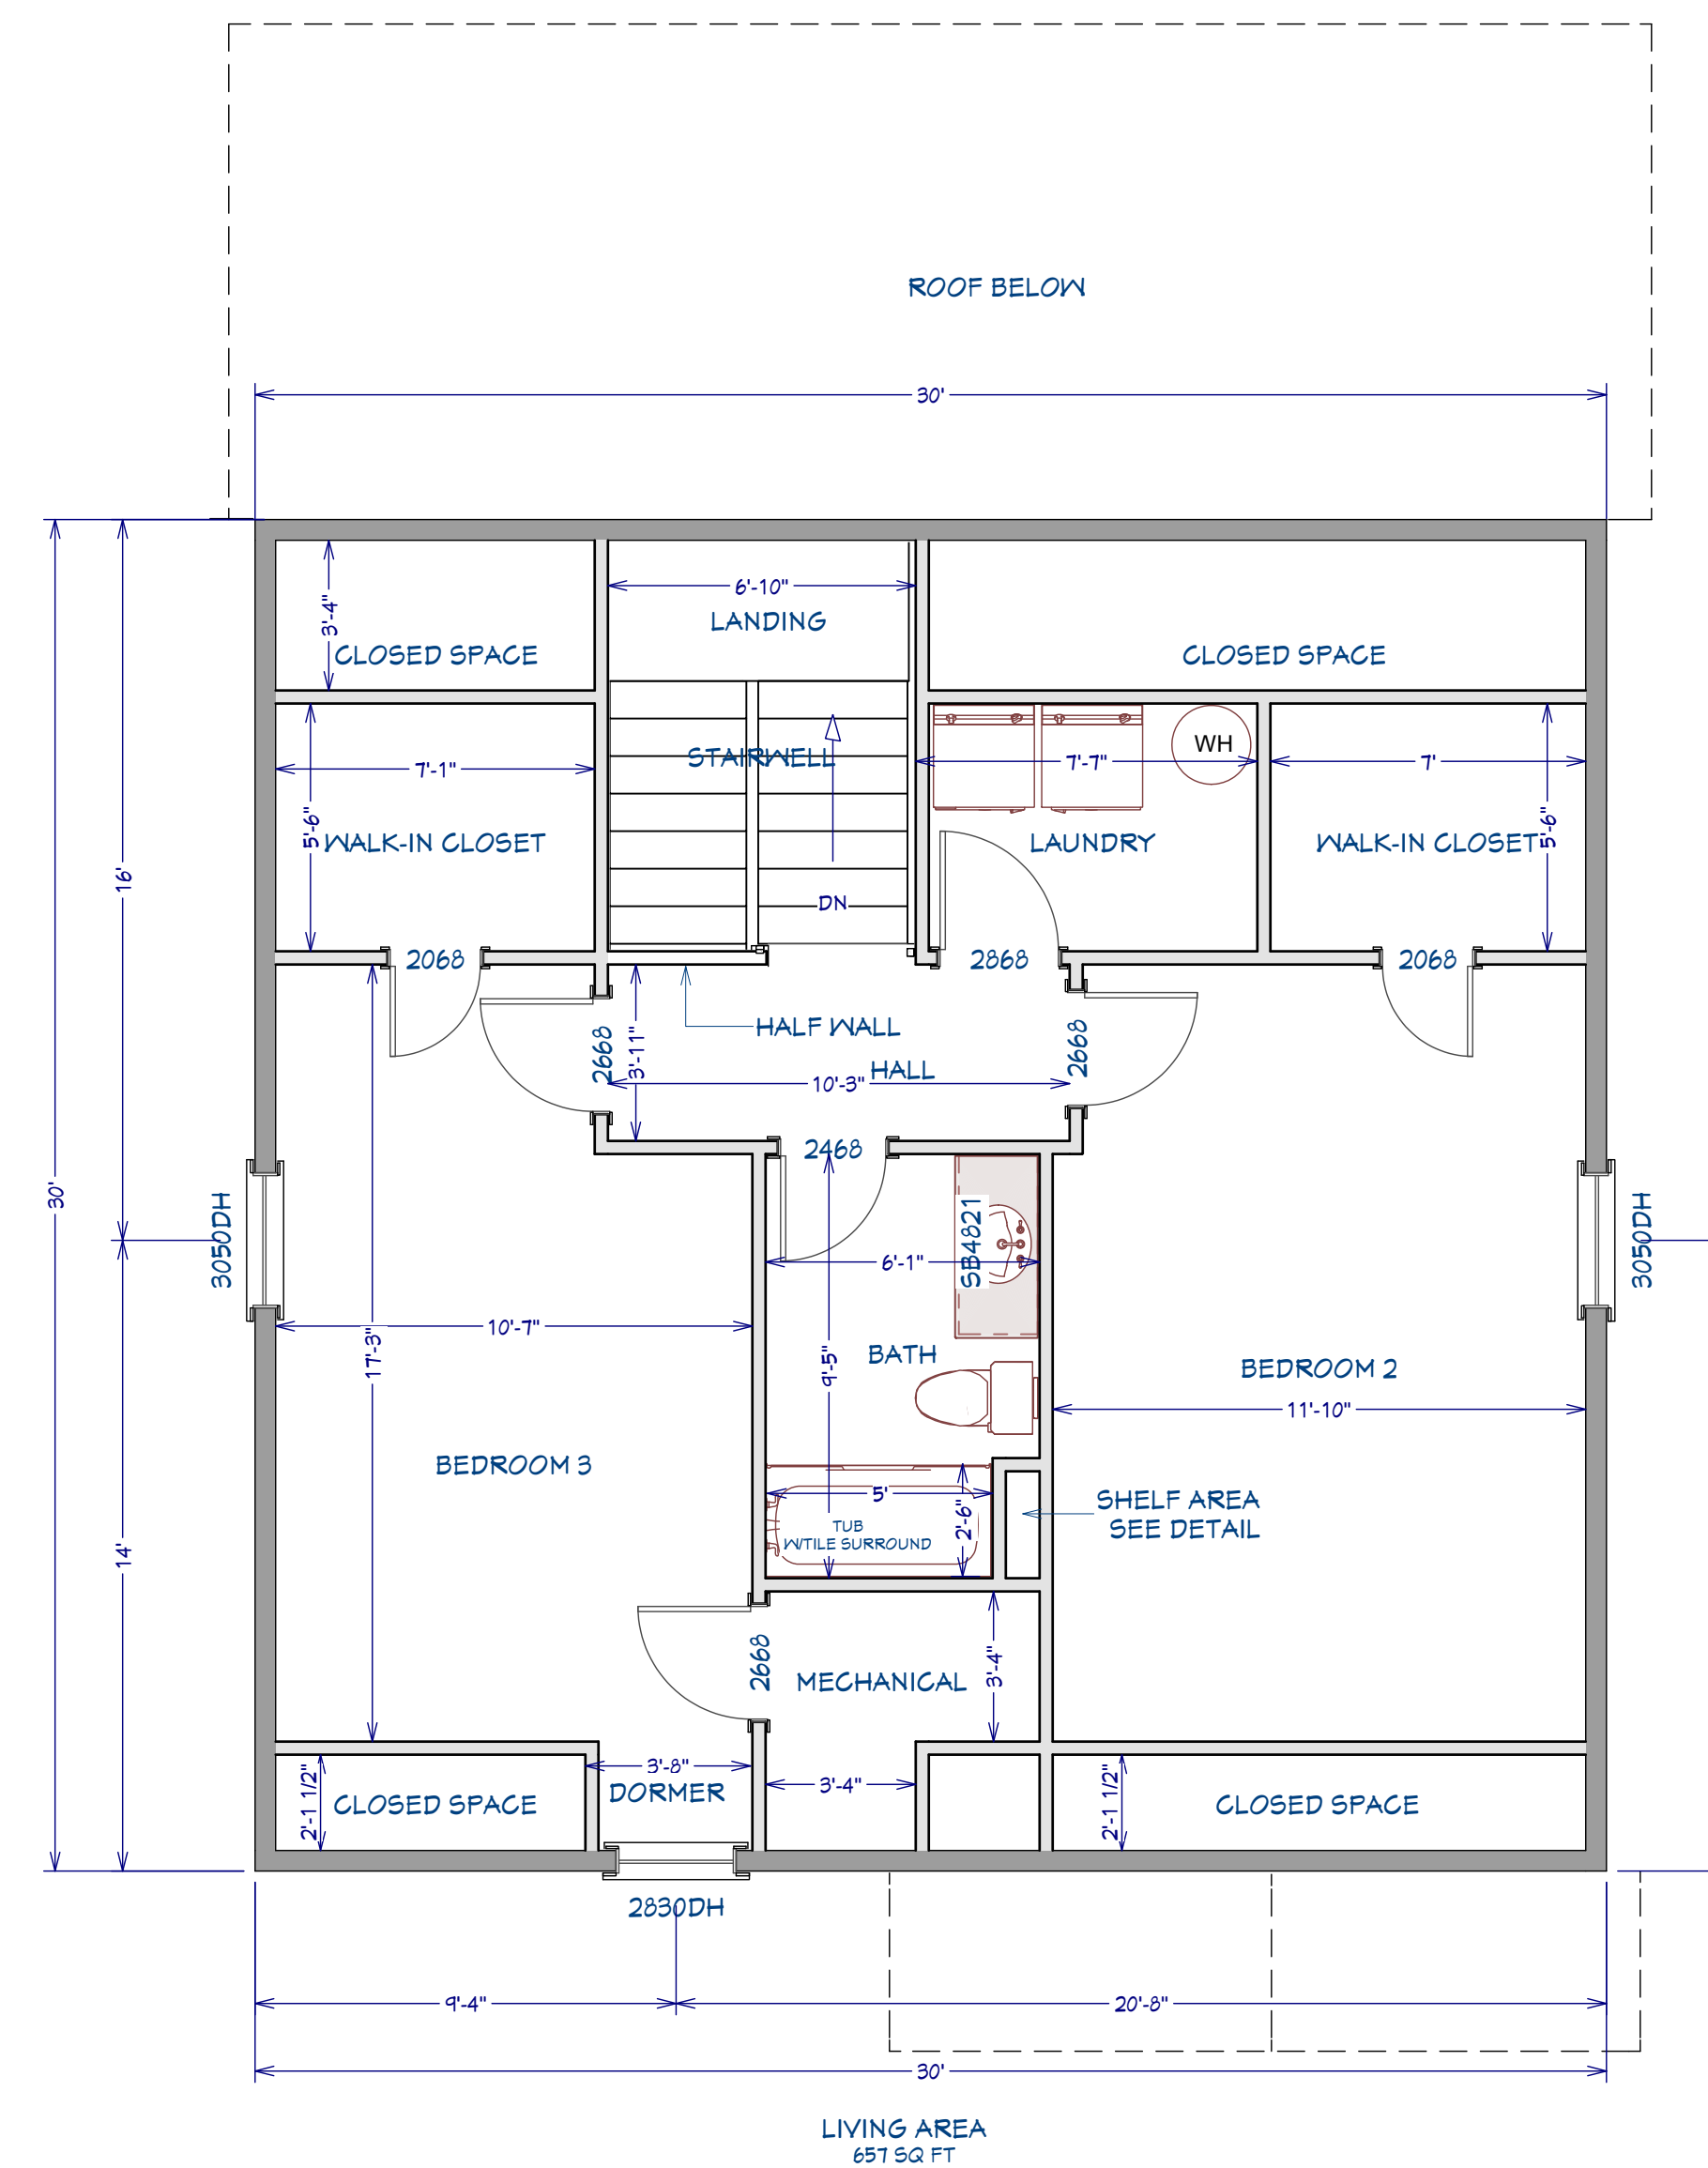 ROOF BELOW
30'
6'-10"
LANDING
3'-4"
CLOSED SPACE
CLOSED SPACE
WH
STAIRWELL
7'-1"
7'-7"
7'
5'-6"
WALK-IN CLOSET
LAUNDRY
WALK-IN CLOSET
5'-6"
16'
DN
2068
2868
2068
HALF WALL
2668
3'-11"
2668
HALL
10'-3"
2468
30'
3050DH
SB4821
3050DH
6'-1"
10'-7"
17'-3"
9'-5"
BATH
BEDROOM 2
11'-10"
BEDROOM 3
5'
2'-6"
SHELF AREA
SEE DETAIL
TUB
W/TILE SURROUND
14'
2668
MECHANICAL
3'-4"
3'-8"
DORMER
3'-4"
2'-1 1/2"
CLOSED SPACE
2'-1 1/2"
CLOSED SPACE
2830DH
9'-4"
20'-8"
30'
LIVING AREA
657 SQ FT